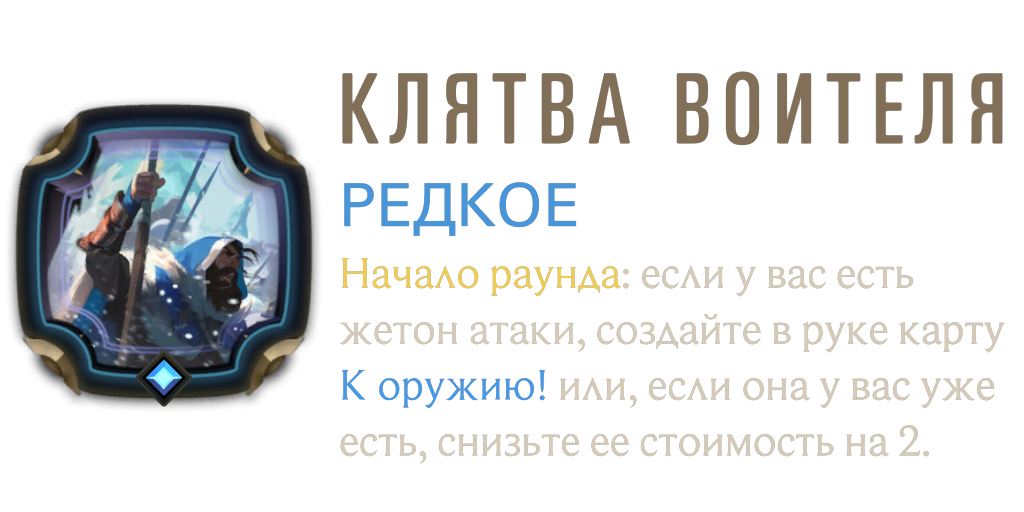 КЛЯТВА ВОИТЕЛЯ
РЕДКОЕ
Начало раунда: если у вас есть
жетон атаки, создайте в руке карту
К оружию! или, если она у вас уже
есть, снизьте ее стоимость на 2.